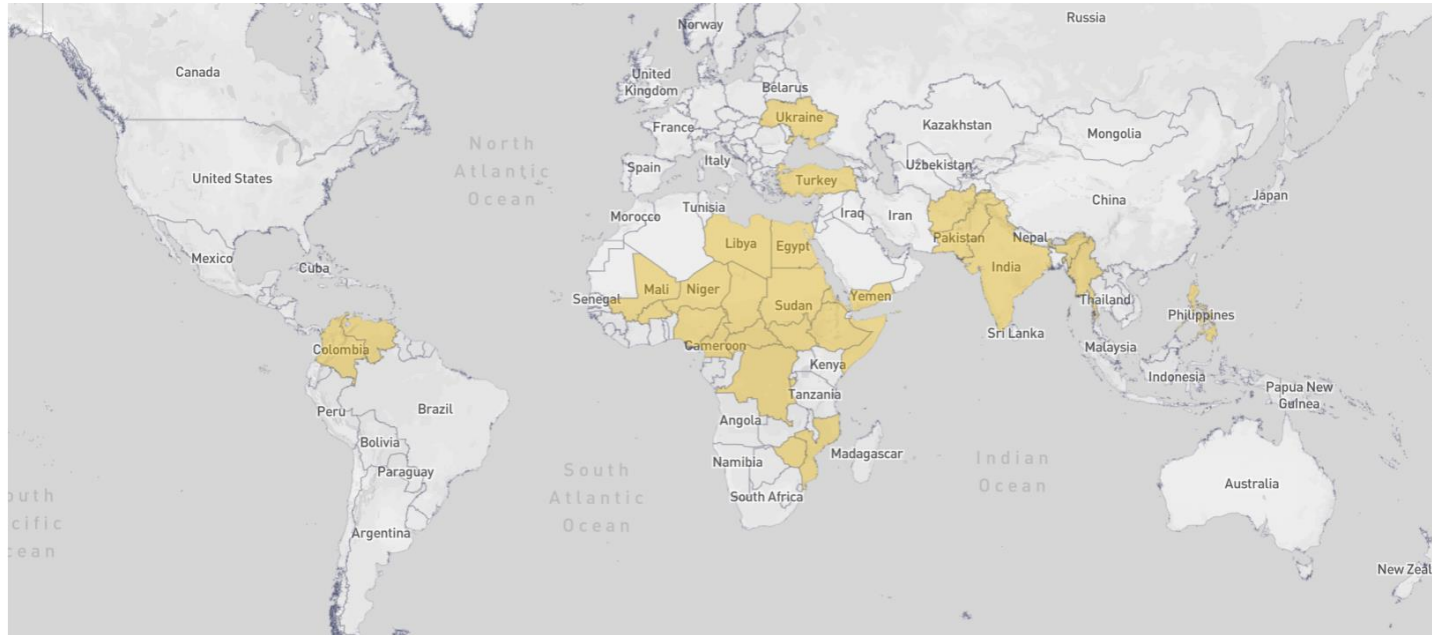 Russia
Norway
Canada
United
Kingdom
Belarus
Ukraine
France
Kazakhstan
Mongolia
North
Atlantic
Ocean
Italy
Spain
Uzbekistan
United States
Turkey
China
Japan
Tunisia
Morocco
Iraq
Iran
Pakistan
Nepal
Libya
Egypt
Mexico
Cuba
India
Mali
Niger
Senegal
Sudan
Yemen
Thailand
Philippines
Sri Lanka
Colombia
Cameroon
Malaysia
Kenya
Indonesia
Papua New
Guinea
Tanzania
Peru
Brazil
Angola
Bolivia
Madagascar
Namibia
Indian
Ocean
South
Atlantic
Ocean
Paraguay
South Africa
Australia
outh
cific
cean
Argentina
New Zeal